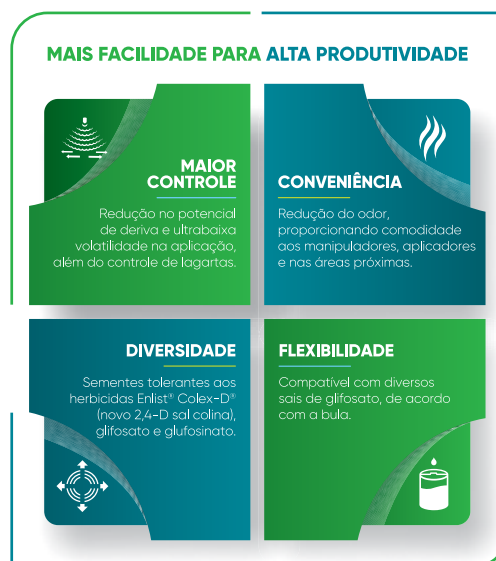 MAIS FACILIDADE PARA ALTA PRODUTIVIDADE
MAIOR
CONTROLE
Redução no potencial
de deriva e ultrabaixa
volatilidade na aplicação,
além do controle de lagartas.
CONVENIÊNCIA
Redução do odor,
proporcionando comodidade
aos manipuladores, aplicadores
e nas áreas próximas.
DIVERSIDADE
Sementes tolerantes aos
herbicidas Enlist® Colex-D®
(novo 2,4-D sal colina),
glifosato e glufosinato.
FLEXIBILIDADE
Compatível com diversos
sais de glifosato, de acordo
com a bula.